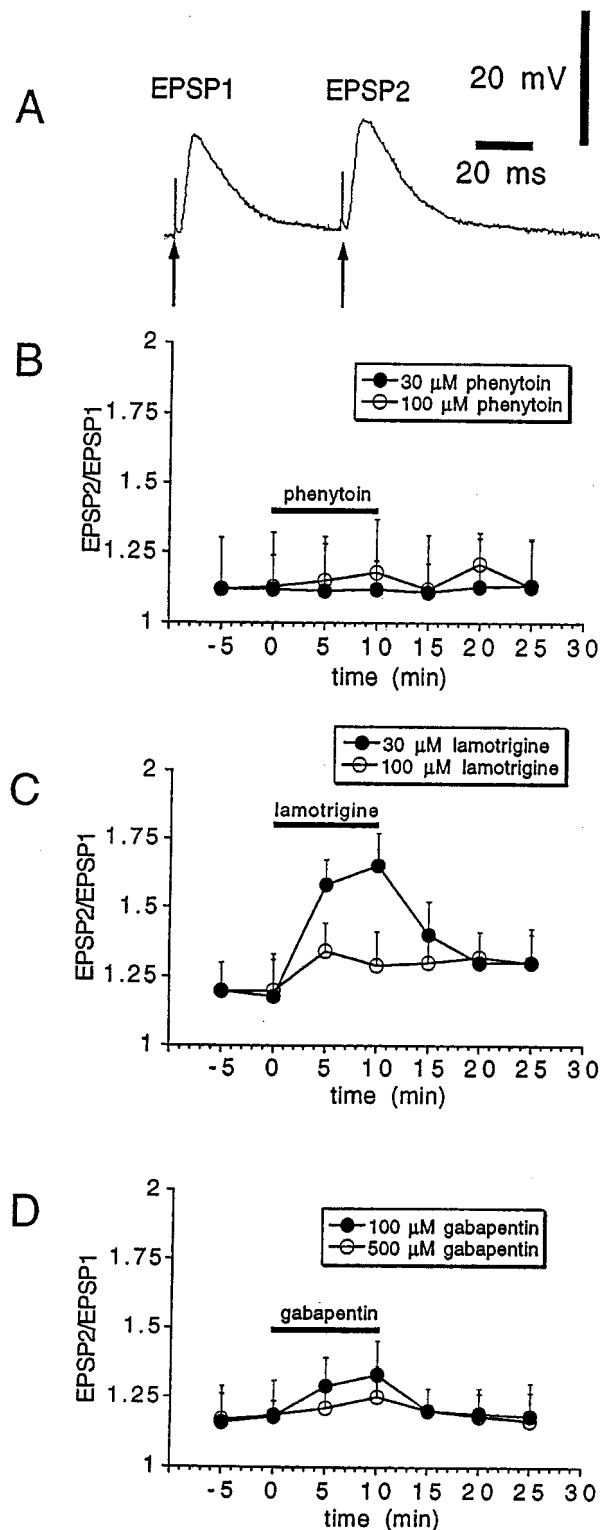 A
EPSP1
EPSP2
20 mV
20 ms
B
EPSP2/EPSP1
2
1.75
1.5
1.25
1
30 µM phenytoin
100 µM phenytoin
phenytoin
-5 0 5 10 15 20 25 30
time (min)
C
EPSP2/EPSP1
2
1.75
1.5
1.25
1
30 µM lamotrigine
100 µM lamotrigine
lamotrigine
-5 0 5 10 15 20 25 30
time (min)
D
EPSP2/EPSP1
2
1.75
1.5
1.25
1
100 µM gabapentin
500 µM gabapentin
gabapentin
-5 0 5 10 15 20 25 30
time (min)